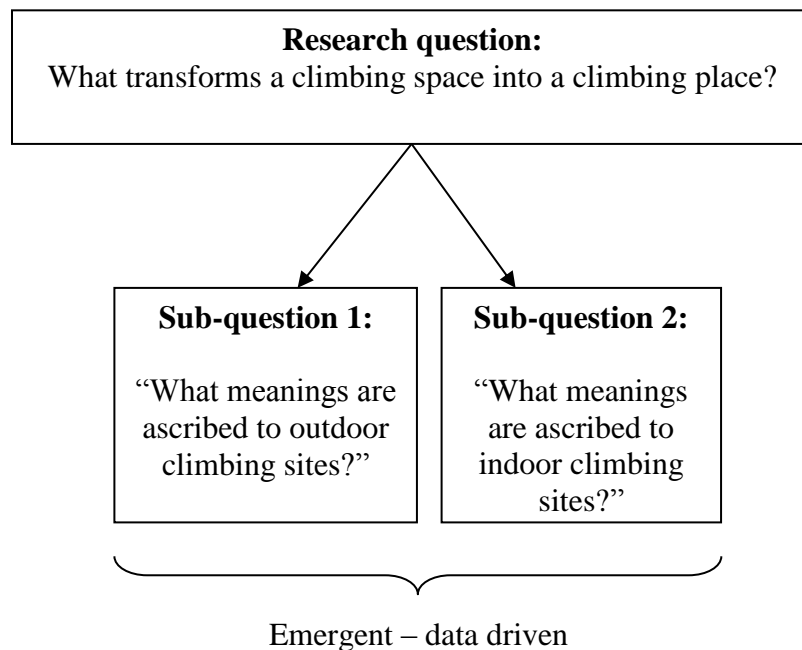 Research question:
What transforms a climbing space into a climbing place?
Sub-question 1:
“What meanings are
ascribed to outdoor
climbing sites?”
Sub-question 2:
“What meanings
are ascribed to
indoor climbing
sites?”
Emergent – data driven